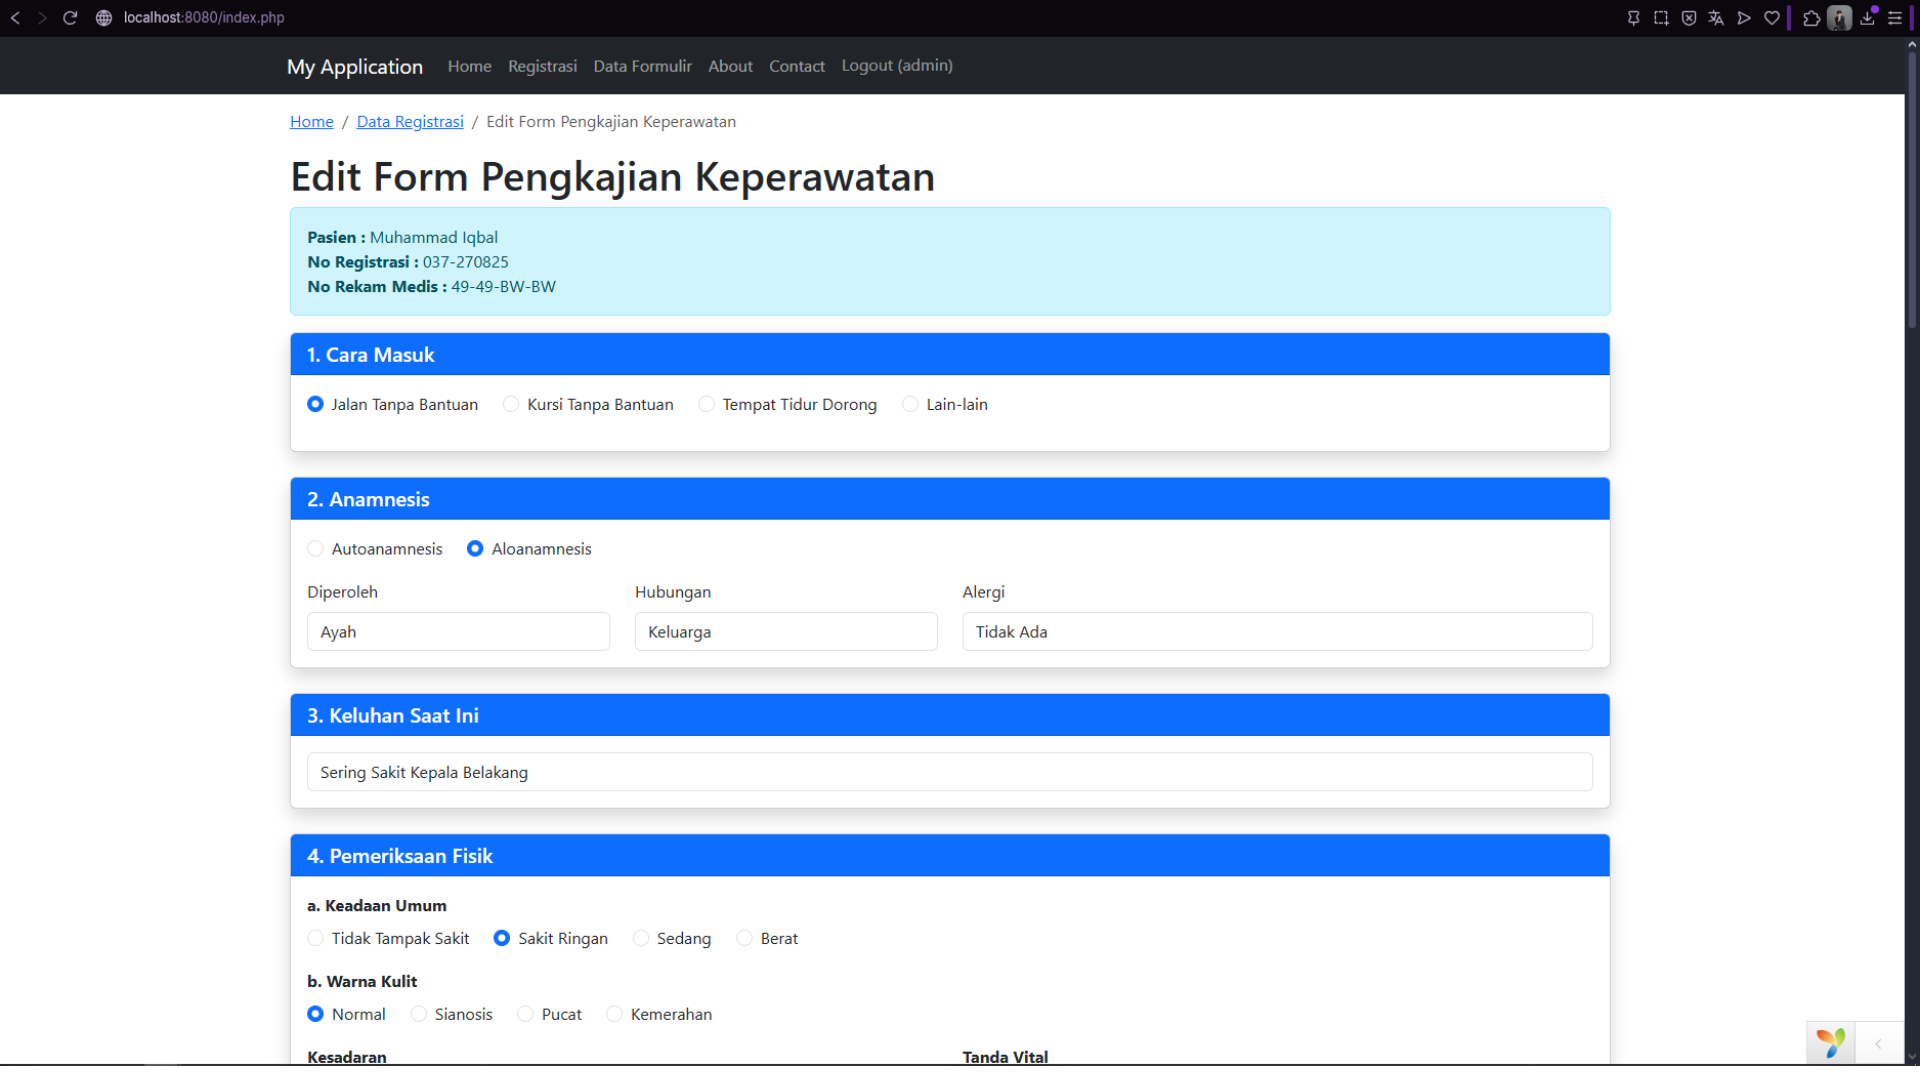 localhost:8080/index.php
My Application Home Registrasi Data Formulir About Contact Logout (admin)
Home / Data Registrasi / Edit Form Pengkajian Keperawatan
Edit Form Pengkajian Keperawatan
Pasien : Muhammad Iqbal
No Registrasi : 037-270825
No Rekam Medis : 49-49-BW-BW
1. Cara Masuk
Jalan Tanpa Bantuan Kursi Tanpa Bantuan Tempat Tidur Dorong Lain-lain
2. Anamnesis
Autoanamnesis Aloanamnesis
Diperoleh Hubungan Alergi
Ayah Keluarga Tidak Ada
3. Keluhan Saat Ini
Sering Sakit Kepala Belakang
4. Pemeriksaan Fisik
a. Keadaan Umum
Tidak Tampak Sakit Sakit Ringan Sedang Berat
b. Warna Kulit
Normal Sianosis Pucat Kemerahan
Kesadaran Tanda Vital